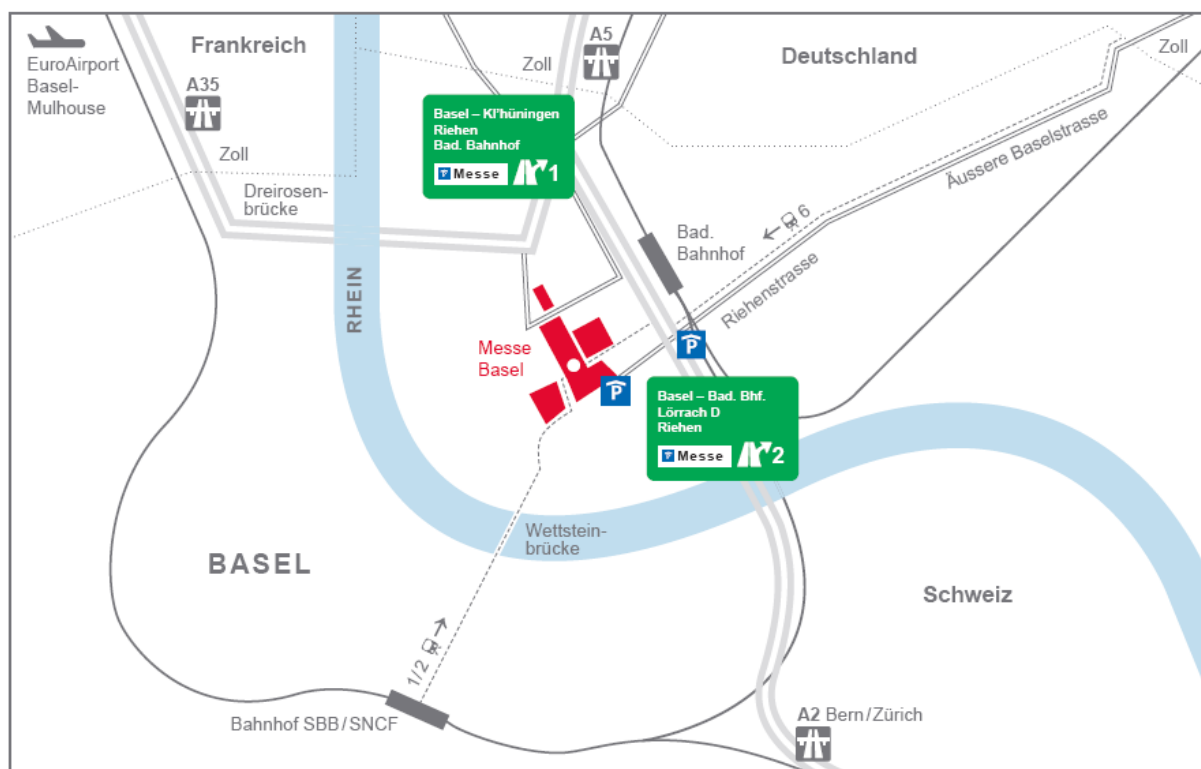 Frankreich
EuroAirport
Basel-
Mulhouse
A35
Zoll
Dreirosen-
brücke
RHEIN
A5
Zoll
Basel – Kl'hüningen
Riehen
Bad. Bahnhof
Messe
1
Deutschland
Zoll
Äussere Baselstrasse
6
Bad.
Bahnhof
Riehenstrasse
Messe
Basel
P
P
Basel – Bad. Bhf.
Lörrach D
Riehen
Messe
2
Wettstein-
brücke
BASEL
Schweiz
1/2
Bahnhof SBB/SNCF
A2 Bern/Zürich